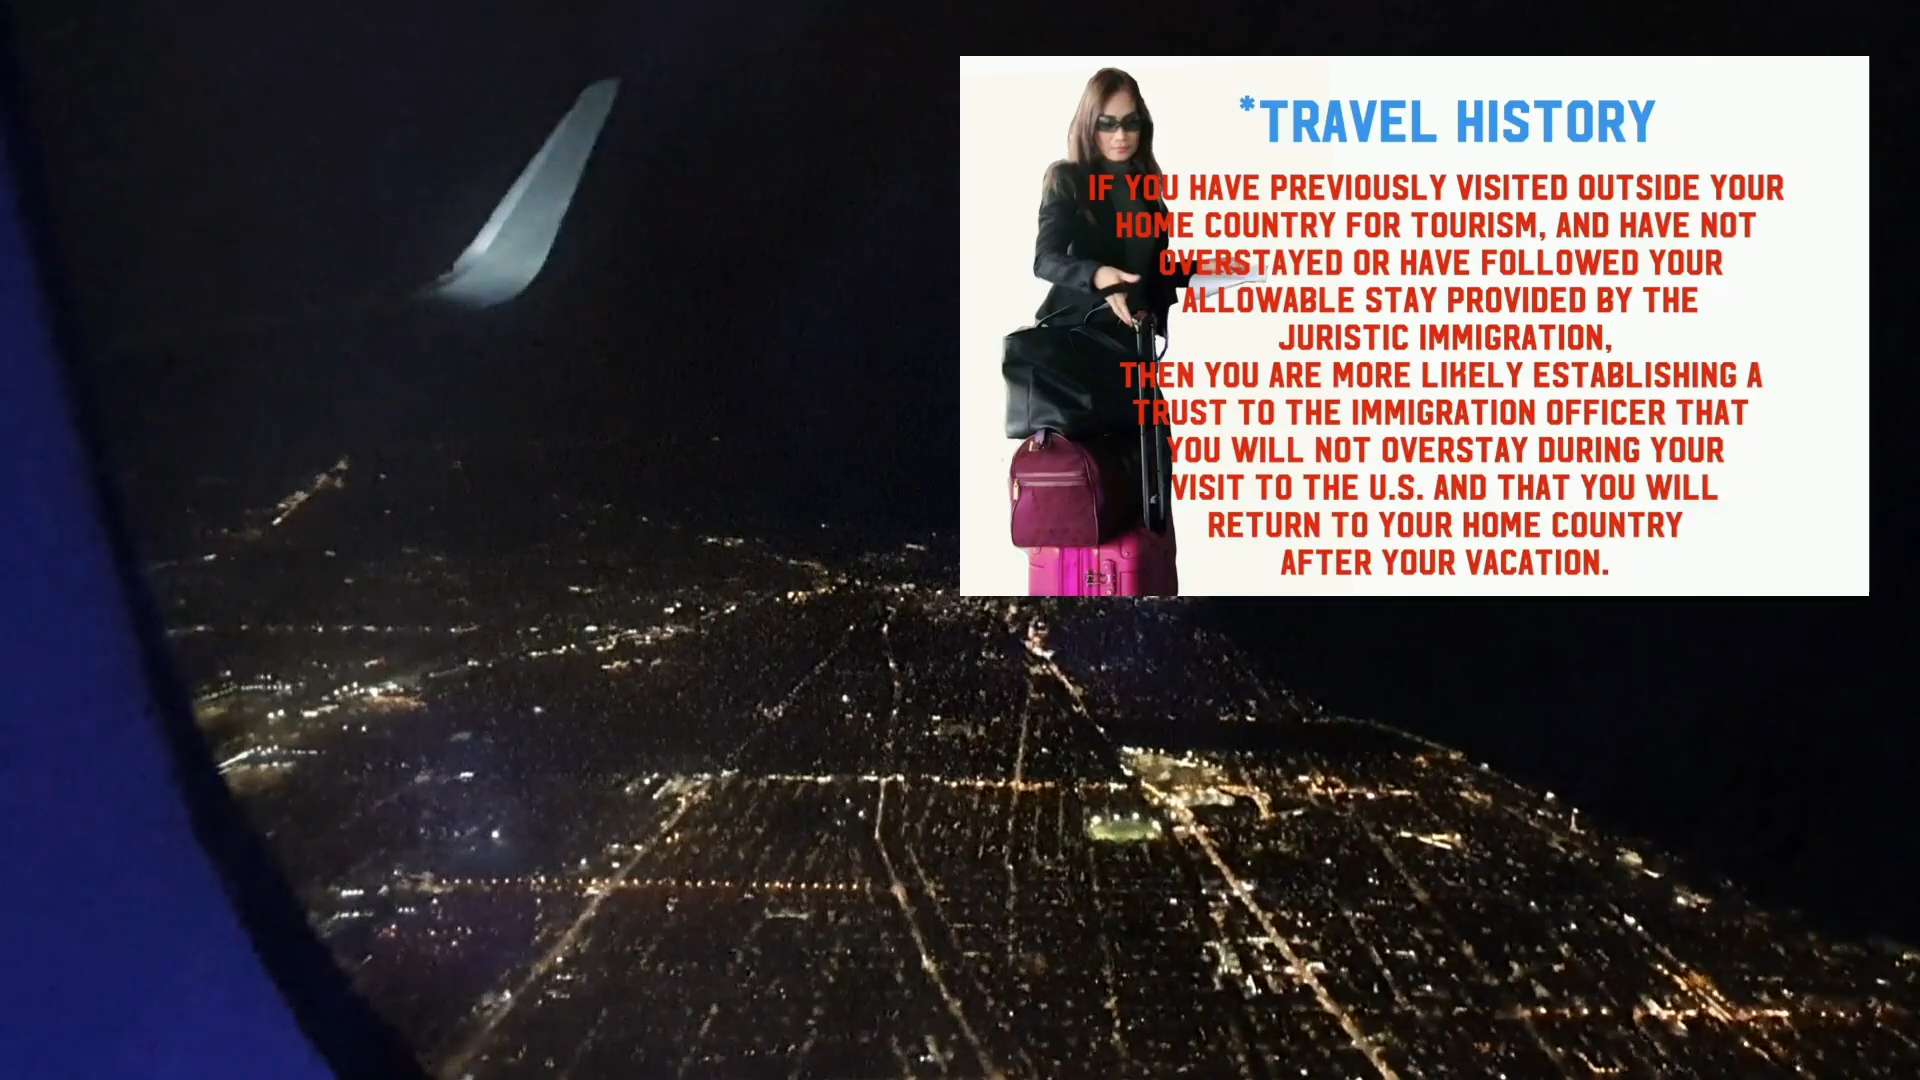 *TRAVEL HISTORY
IF YOU HAVE PREVIOUSLY VISITED OUTSIDE YOUR
HOME COUNTRY FOR TOURISM, AND HAVE NOT
OVERSTAYED OR HAVE FOLLOWED YOUR
ALLOWABLE STAY PROVIDED BY THE
JURISTIC IMMIGRATION,
THEN YOU ARE MORE LIKELY ESTABLISHING A
TRUST TO THE IMMIGRATION OFFICER THAT
YOU WILL NOT OVERSTAY DURING YOUR
VISIT TO THE U.S. AND THAT YOU WILL
RETURN TO YOUR HOME COUNTRY
AFTER YOUR VACATION.